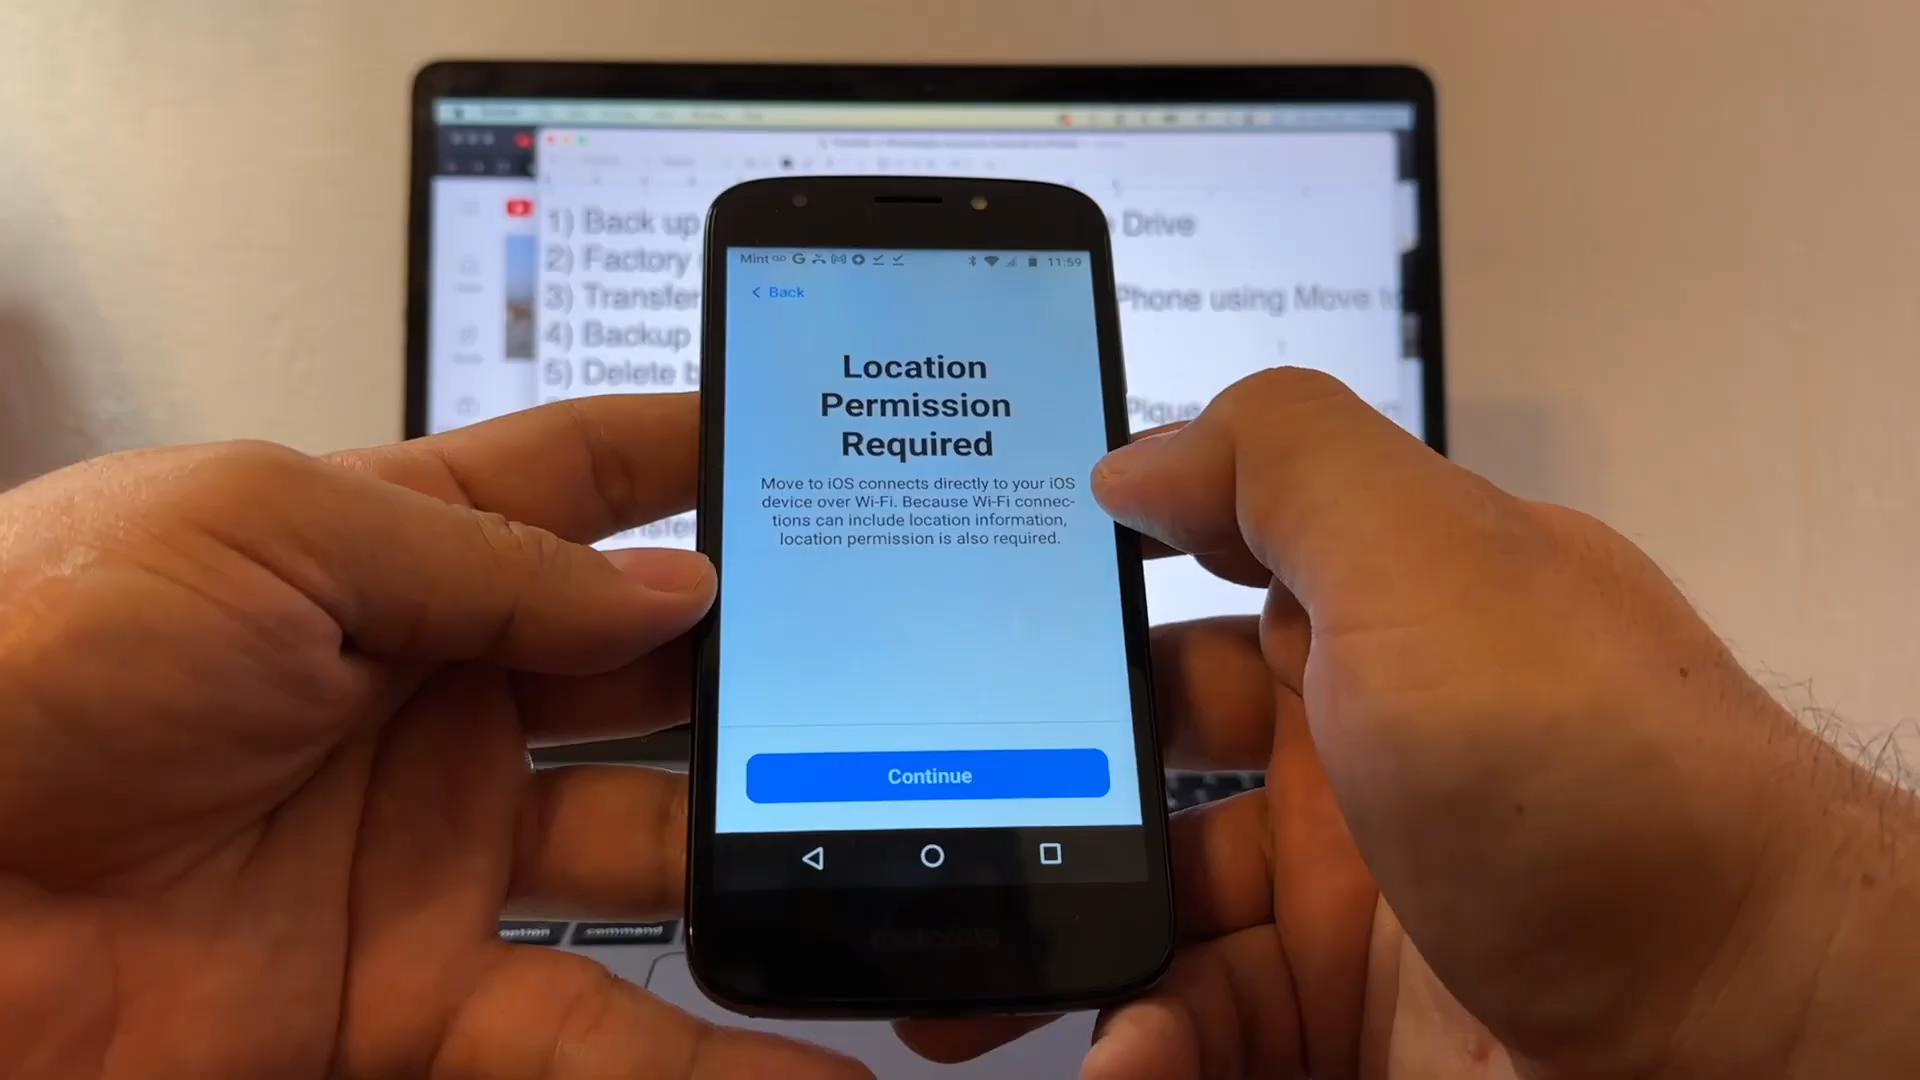 1) Back up
Drive
2) Factory
3) Transfer
Phone using Move to
4) Backup
5) Delete
Mint
11:59
Back
Location
Permission
Required
Move to iOS connects directly to your iOS
device over Wi-Fi. Because Wi-Fi connec-
tions can include location information,
location permission is also required.
Continue
motorola
option
command